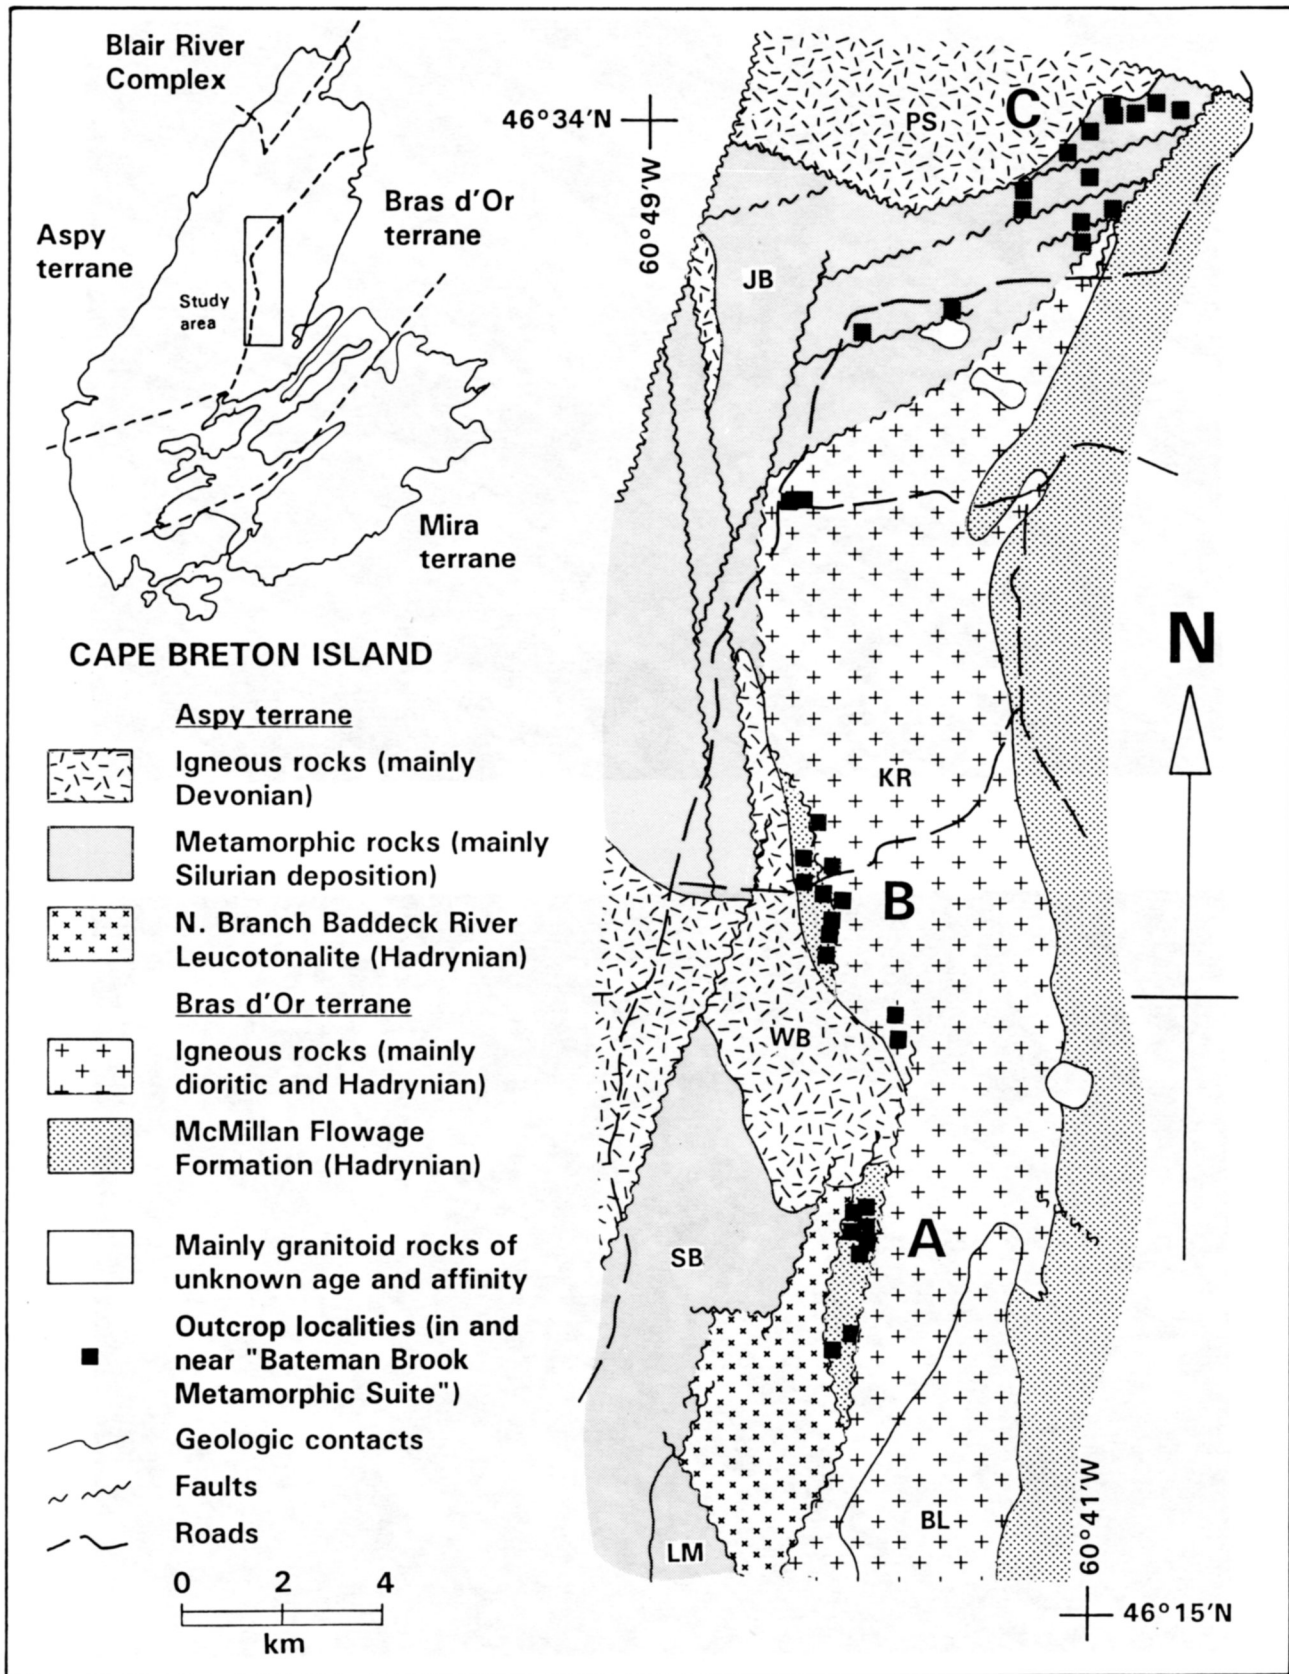 Blair River
Complex
Aspy
terrane
Bras d'Or
terrane
Study
area
Mira
terrane
CAPE BRETON ISLAND
Aspy terrane
Igneous rocks (mainly
Devonian)
Metamorphic rocks (mainly
Silurian deposition)
N. Branch Baddeck River
Leucotonalite (Hadrynian)
Bras d'Or terrane
Igneous rocks (mainly
dioritic and Hadrynian)
McMillan Flowage
Formation (Hadrynian)
Mainly granitoid rocks of
unknown age and affinity
Outcrop localities (in and
near "Bateman Brook
Metamorphic Suite")
Geologic contacts
Faults
Roads
0 2 4
km
46°34'N
60°49'W
PS
C
JB
N
KR
B
WB
A
SB
BL
LM
60°41'W
46°15'N